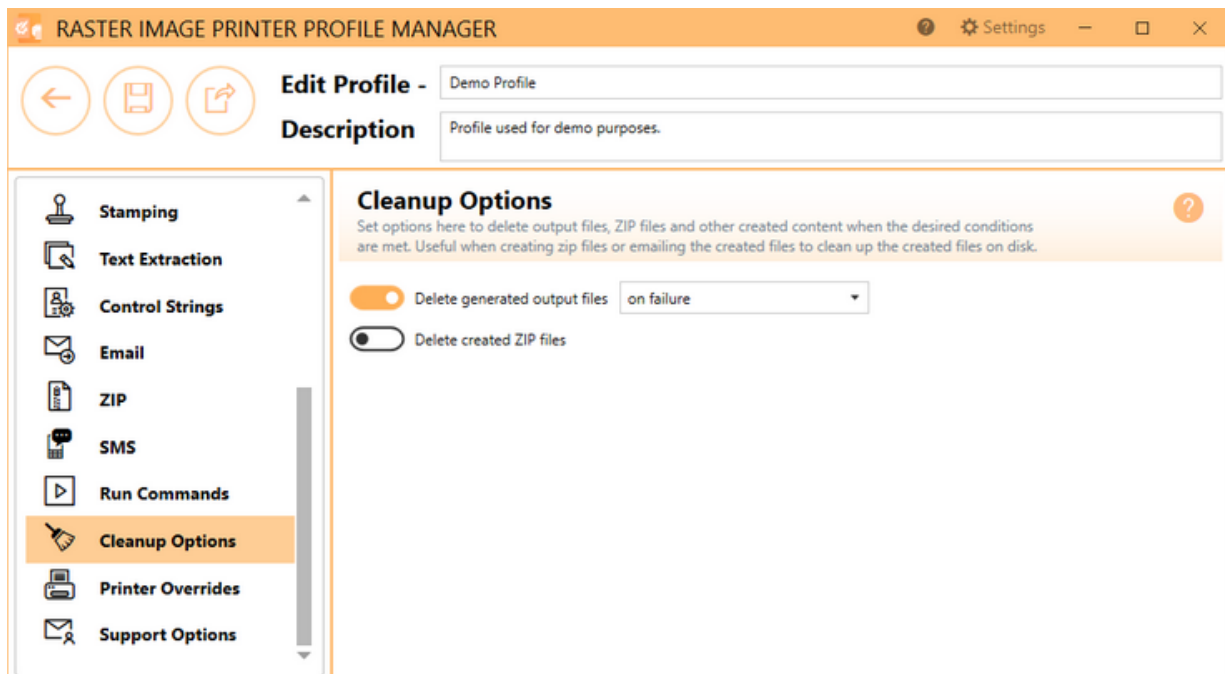 RASTER IMAGE PRINTER PROFILE MANAGER
Settings
Edit Profile -
Demo Profile
Description
Profile used for demo purposes.
Stamping
Text Extraction
Control Strings
Email
ZIP
SMS
Run Commands
Cleanup Options
Printer Overrides
Support Options
Cleanup Options
Set options here to delete output files, ZIP files and other created content when the desired conditions
are met. Useful when creating zip files or emailing the created files to clean up the created files on disk.
Delete generated output files
on failure
Delete created ZIP files